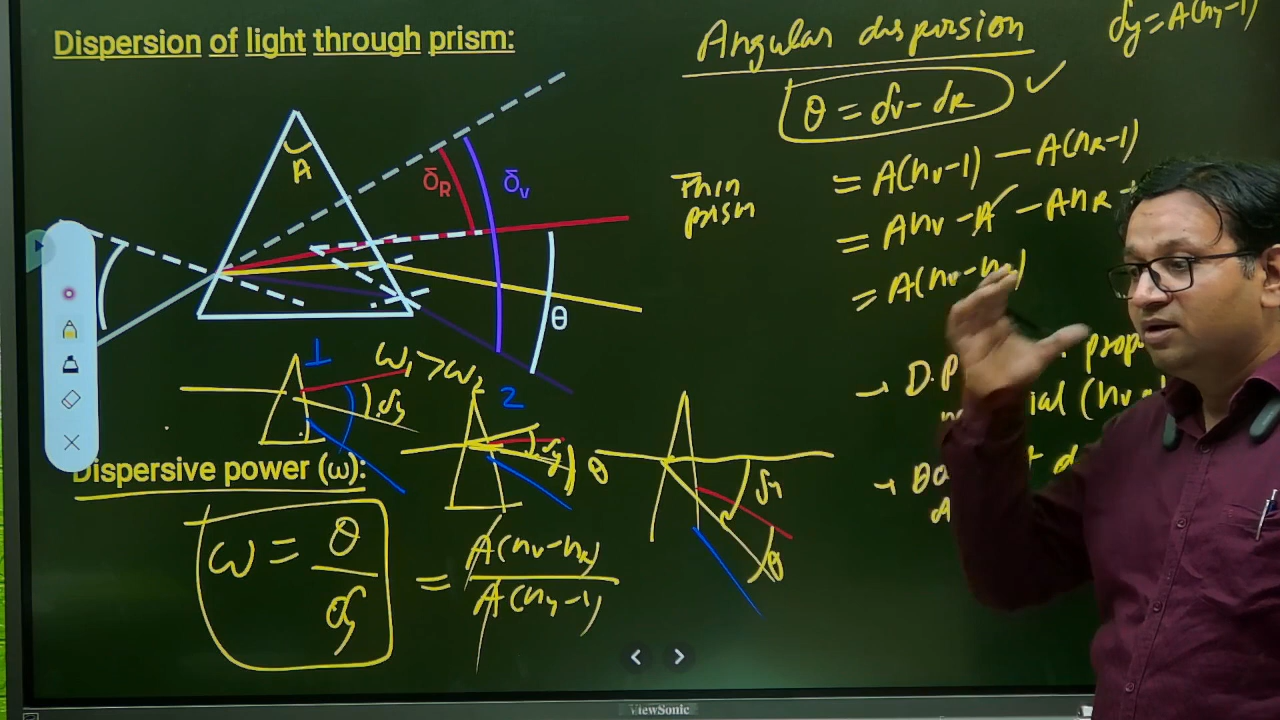 Dispersion of light through prism:
A
δR
δv
θ
Angular dispersion
δy = A(ny-1)
θ = δv - δR
Thin
prism
= A(nv-1) - A(nR-1)
= Anv - A - AnR
= A(nv-nR)
1
ω1 > ω2
2
δy
δy
θ
δy
θ
Dispersive power (ω):
ω = θ/δy
= A(nv-nR)/A(ny-1)
→ D.P
→
ViewSonic